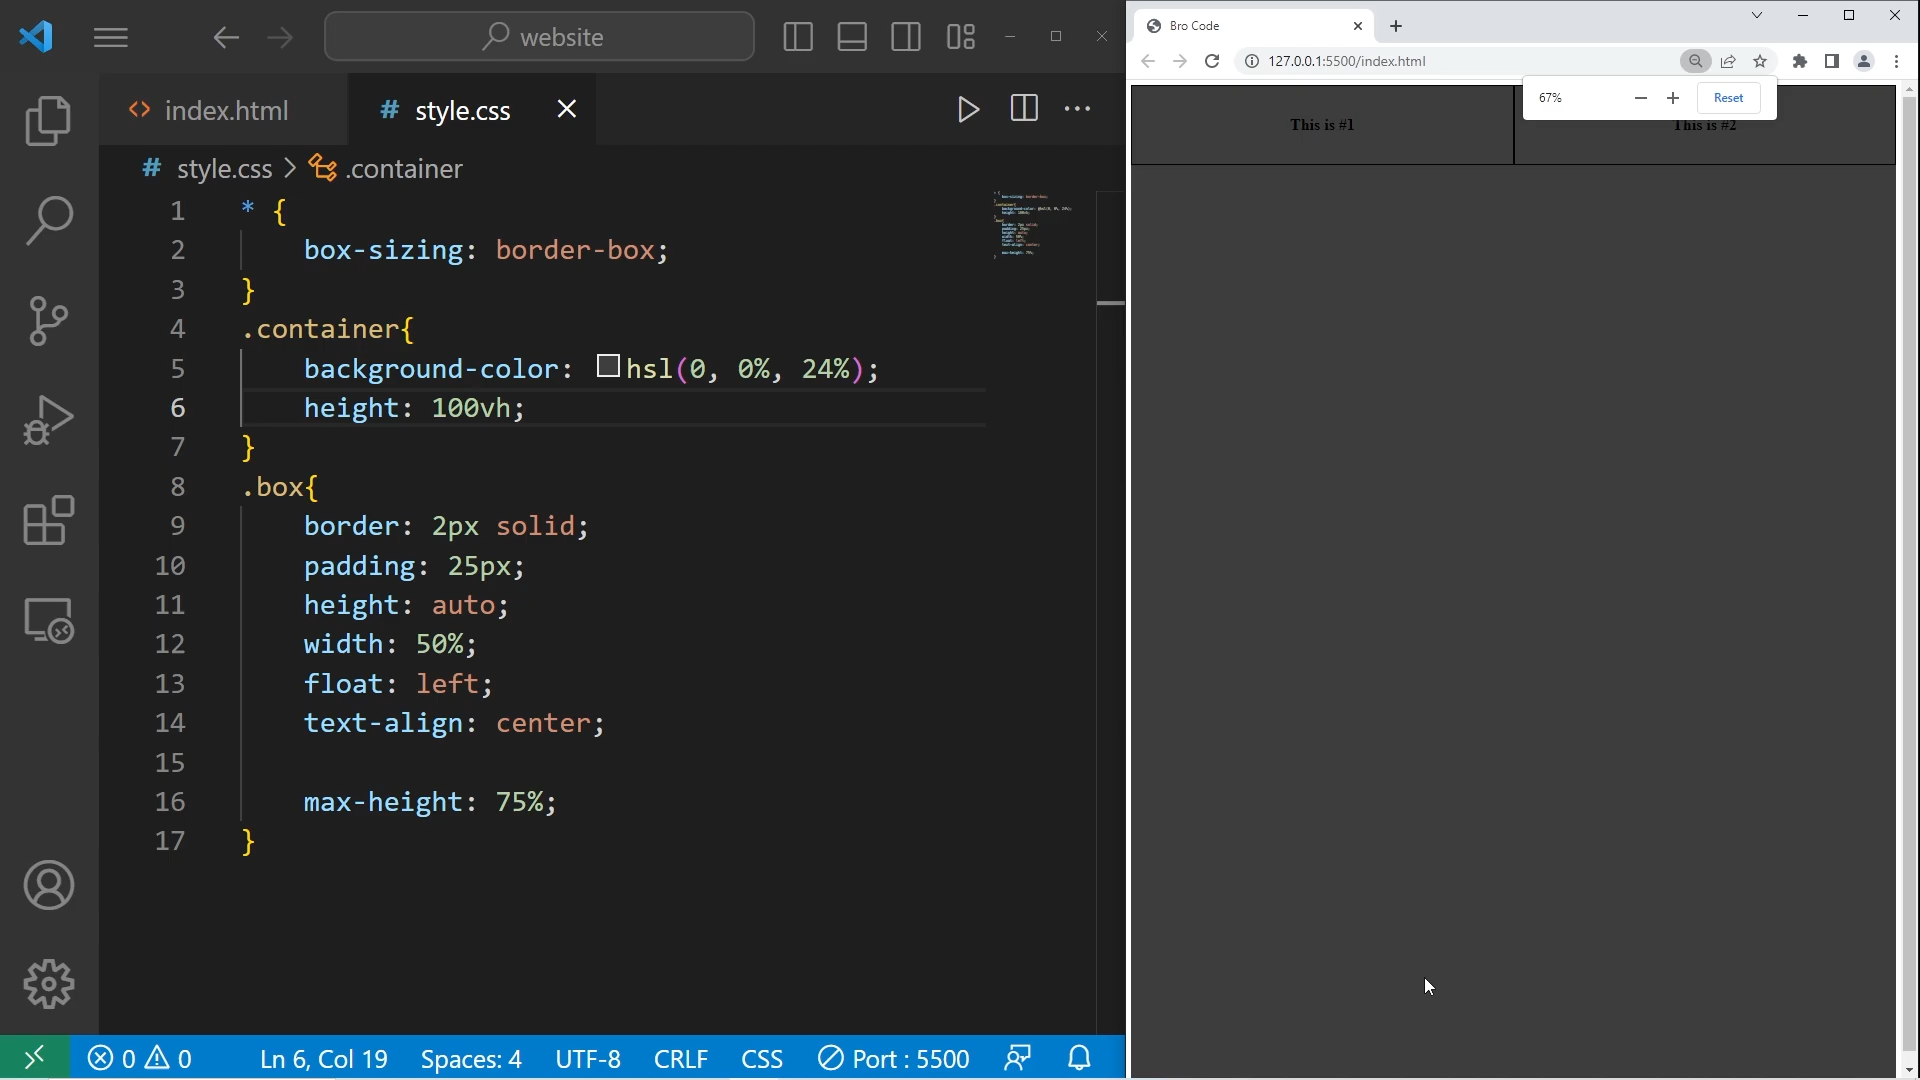 website
index.html
# style.css
# style.css > .container
1 * {
2 box-sizing: border-box;
3 }
4 .container{
5 background-color: hsl(0, 0%, 24%);
6 height: 100vh;
7 }
8 .box{
9 border: 2px solid;
10 padding: 25px;
11 height: auto;
12 width: 50%;
13 float: left;
14 text-align: center;
15
16 max-height: 75%;
17 }
0 0 Ln 6, Col 19 Spaces: 4 UTF-8 CRLF CSS Port : 5500
Bro Code
127.0.0.1:5500/index.html
67% Reset
This is #1
This is #2